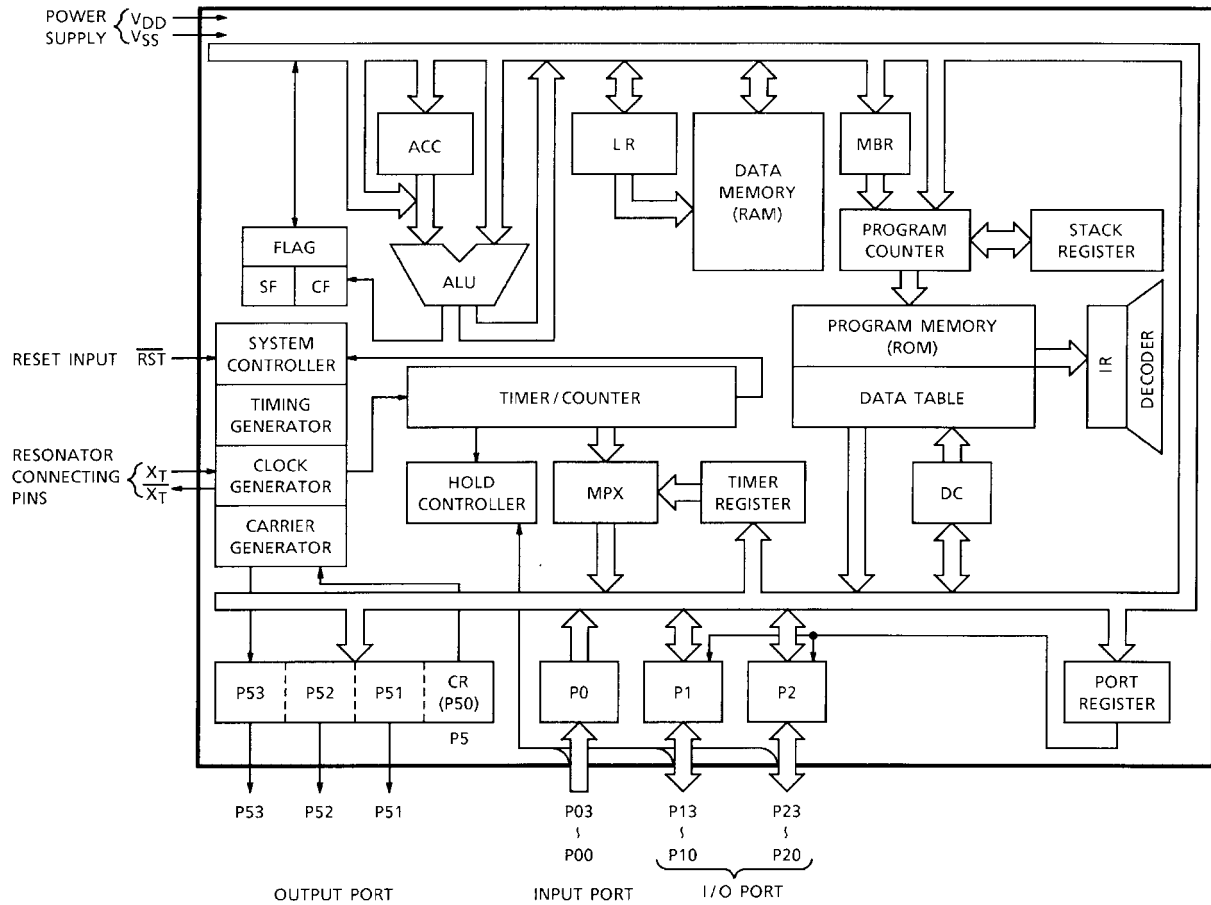 POWER SUPPLY
VDD
VSS
ACC
LR
DATA MEMORY (RAM)
MBR
PROGRAM COUNTER
STACK REGISTER
FLAG
SF
CF
ALU
PROGRAM MEMORY (ROM)
DATA TABLE
IR
DECODER
RESET INPUT
RST
SYSTEM CONTROLLER
TIMING GENERATOR
TIMER/COUNTER
RESONATOR CONNECTING PINS
XT
XT
CLOCK GENERATOR
CARRIER GENERATOR
HOLD CONTROLLER
MPX
TIMER REGISTER
DC
P53
P52
P51
CR (P50)
P5
P0
P1
P2
PORT REGISTER
P53
P52
P51
P03
~
P00
P13
~
P10
P23
~
P20
OUTPUT PORT
INPUT PORT
I/O PORT